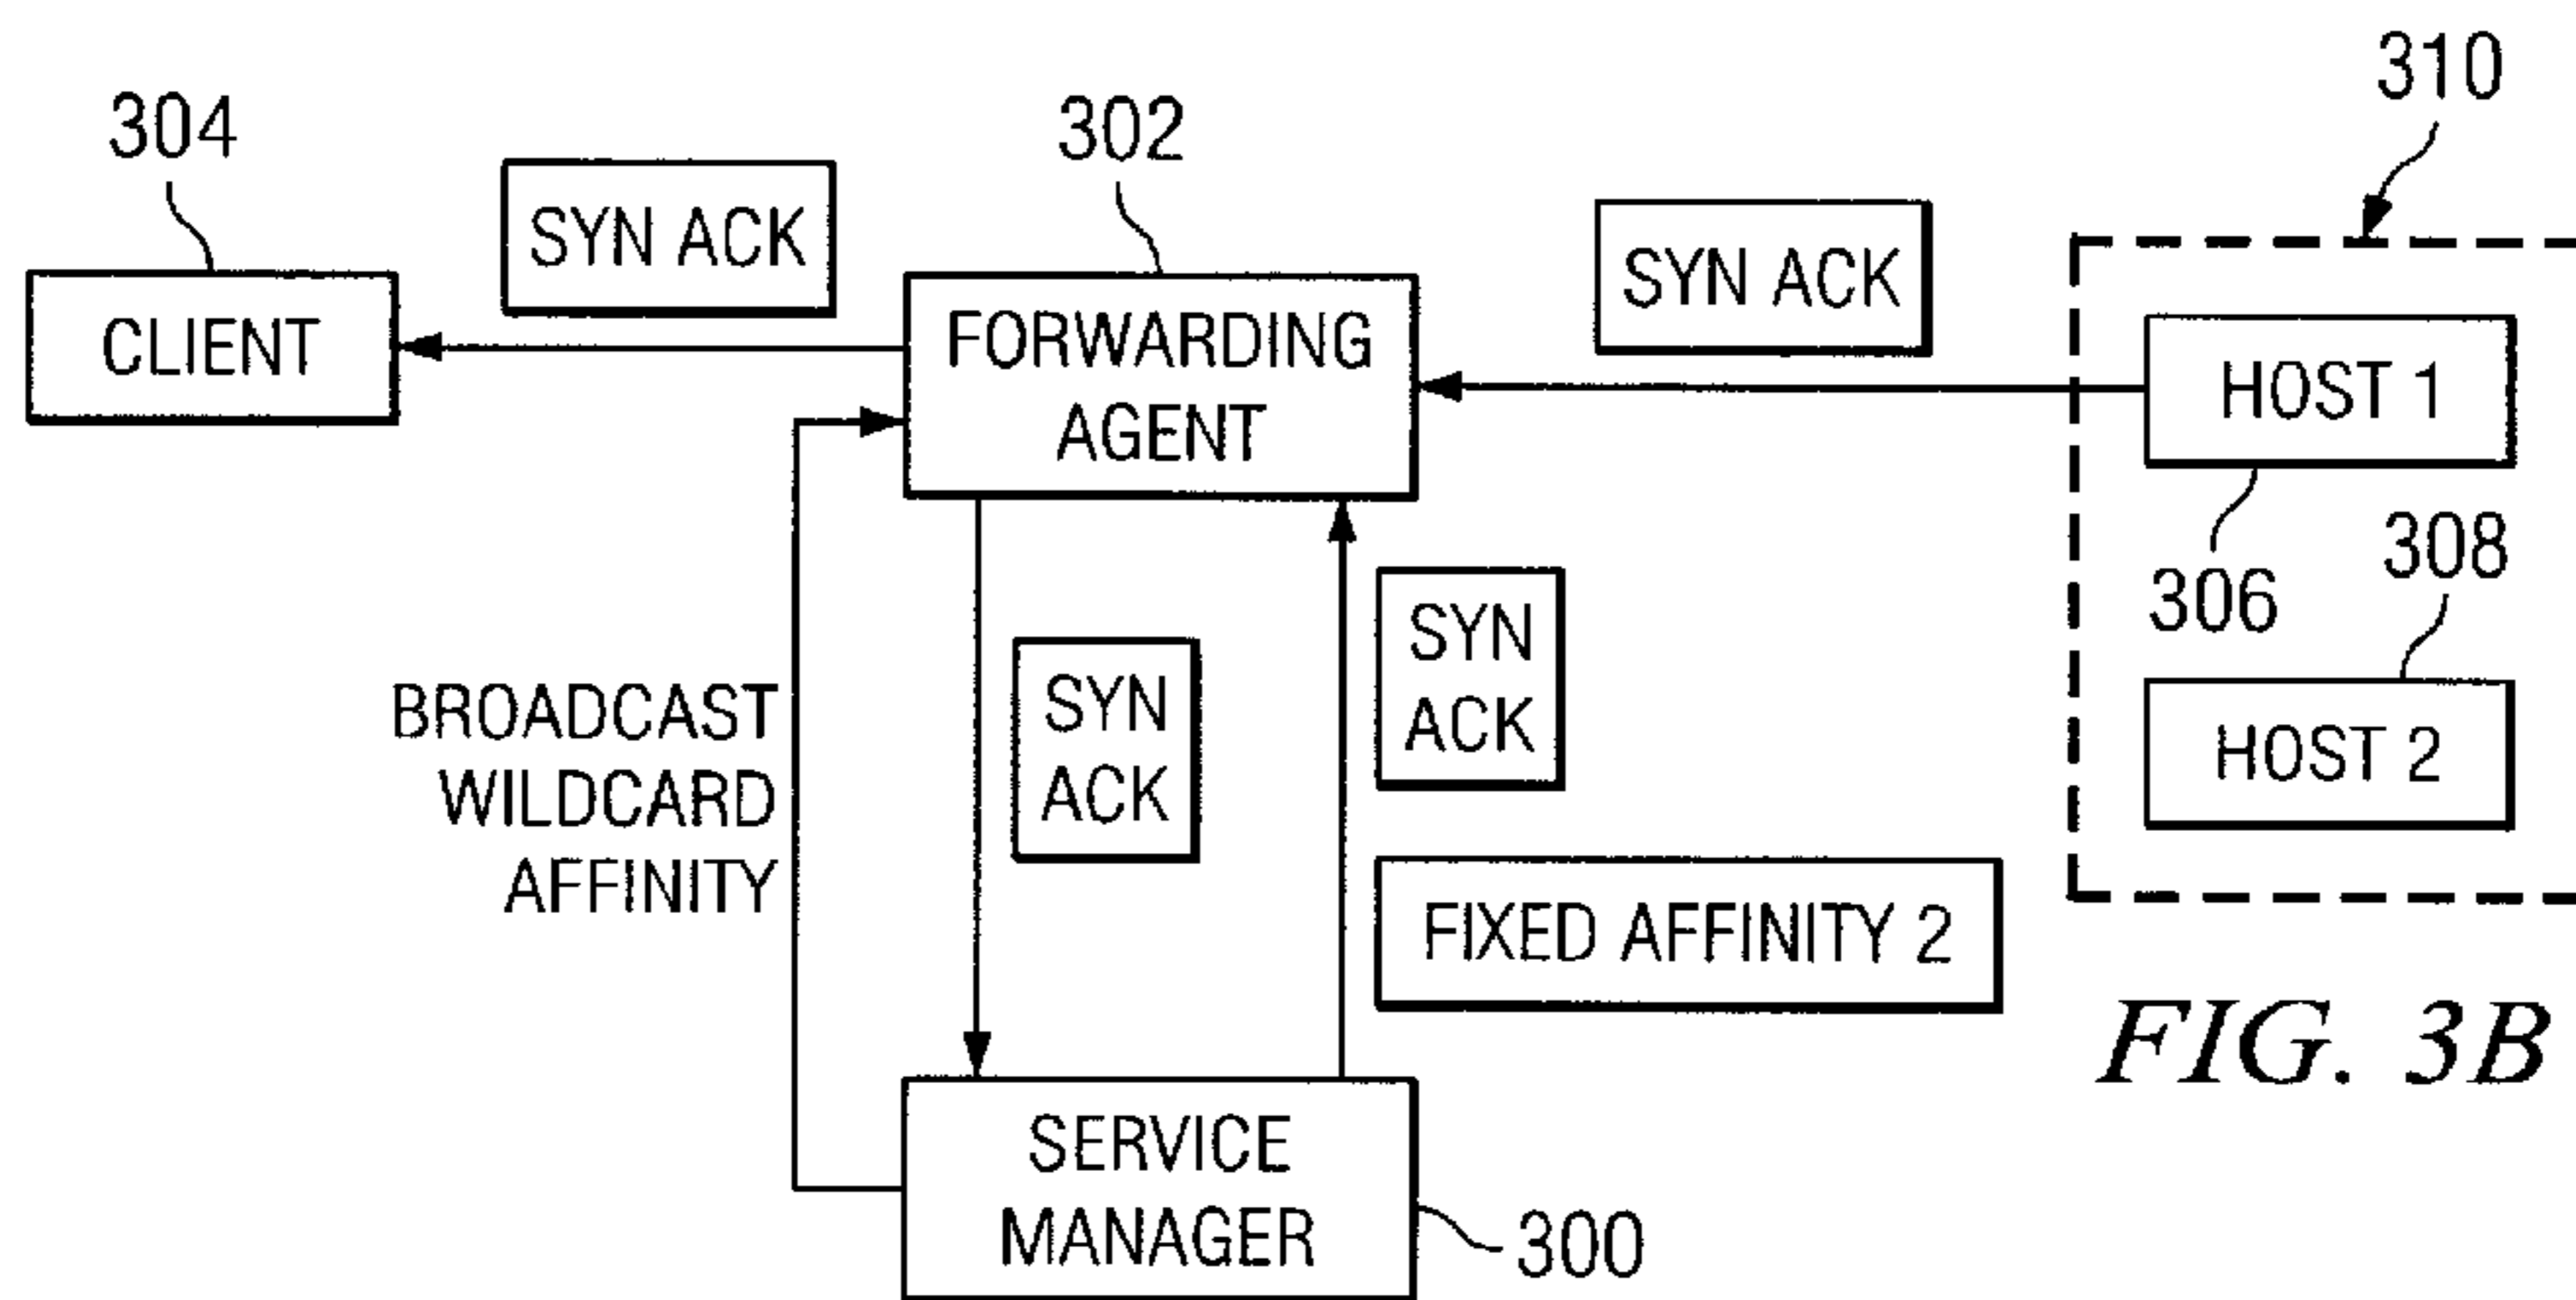 310
304
302
SYN ACK
SYN ACK
CLIENT
FORWARDING
AGENT
HOST 1
306
308
HOST 2
BROADCAST
WILDCARD
AFFINITY
SYN
ACK
SYN
ACK
FIXED AFFINITY 2
SERVICE
MANAGER
300
FIG. 3B